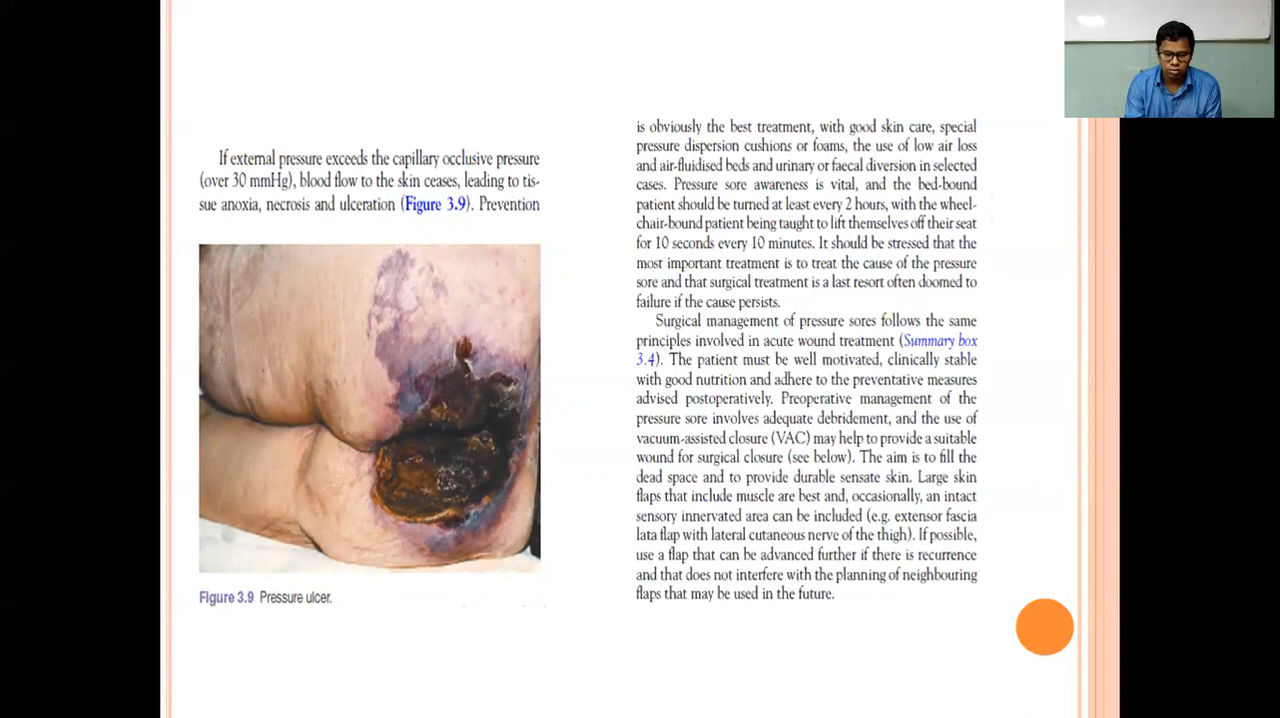 If external pressure exceeds the capillary occlusive pressure
(over 30 mmHg), blood flow to the skin ceases, leading to tis-
sue anoxia, necrosis and ulceration (Figure 3.9). Prevention
Figure 3.9 Pressure ulcer.
is obviously the best treatment, with good skin care, special
pressure dispersion cushions or foams, the use of low air loss
and air-fluidised beds and urinary or faecal diversion in selected
cases. Pressure sore awareness is vital, and the bed-bound
patient should be turned at least every 2 hours, with the wheel-
chair-bound patient being taught to lift themselves off their seat
for 10 seconds every 10 minutes. It should be stressed that the
most important treatment is to treat the cause of the pressure
sore and that surgical treatment is a last resort often doomed to
failure if the cause persists.
Surgical management of pressure sores follows the same
principles involved in acute wound treatment (Summary box
3.4). The patient must be well motivated, clinically stable
with good nutrition and adhere to the preventative measures
advised postoperatively. Preoperative management of the
pressure sore involves adequate debridement, and the use of
vacuum-assisted closure (VAC) may help to provide a suitable
wound for surgical closure (see below). The aim is to fill the
dead space and to provide durable sensate skin. Large skin
flaps that include muscle are best and, occasionally, an intact
sensory innervated area can be included (e.g. extensor fascia
lata flap with lateral cutaneous nerve of the thigh). If possible,
use a flap that can be advanced further if there is recurrence
and that does not interfere with the planning of neighbouring
flaps that may be used in the future.